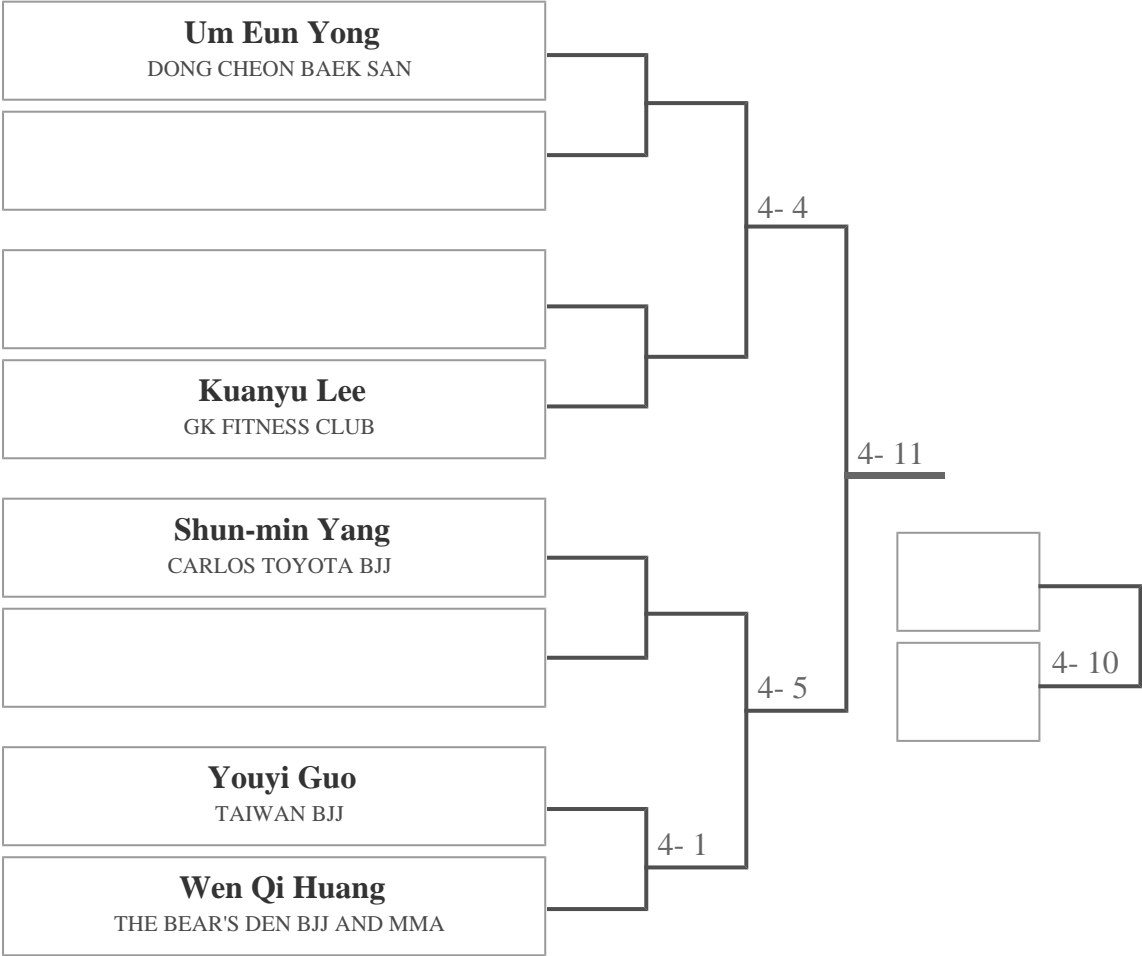 Um Eun Yong
DONG CHEON BAEK SAN
4- 4
Kuanyu Lee
GK FITNESS CLUB
4- 11
Shun-min Yang
CARLOS TOYOTA BJJ
4- 10
4- 5
Youyi Guo
TAIWAN BJJ
4- 1
Wen Qi Huang
THE BEAR'S DEN BJJ AND MMA